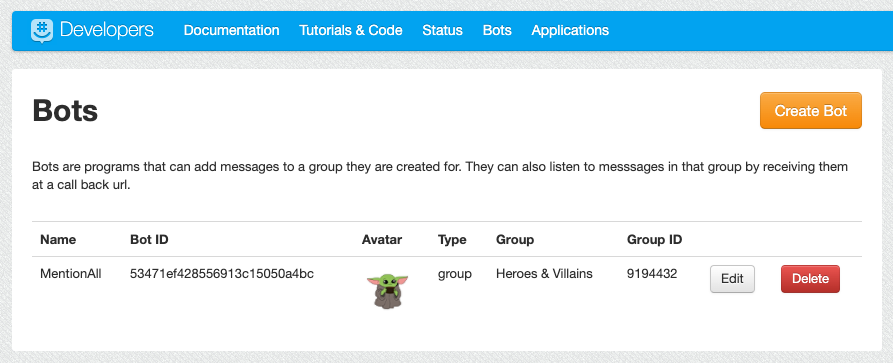 Developers Documentation Tutorials & Code Status Bots Applications
Bots Create Bot
Bots are programs that can add messages to a group they are created for. They can also listen to messsages in that group by receiving them
at a call back url.
Name Bot ID Avatar Type Group Group ID
MentionAll 53471ef428556913c15050a4bc group Heroes & Villains 9194432 Edit Delete